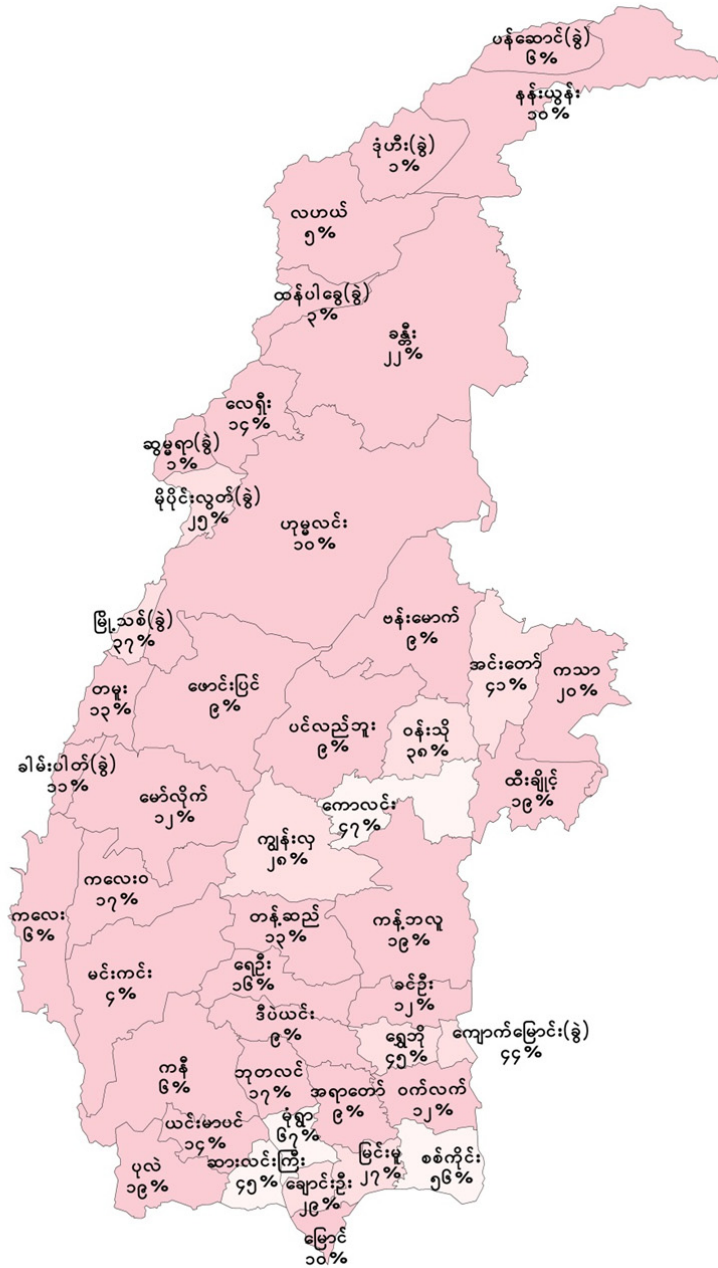 ပန်ဆောင်(ခွဲ)
၆%
နန်းယွန်း
၁၀%
ဒုံဟီး(ခွဲ)
၁%
လဟယ်
၅%
ထန်ပါခွေ(ခွဲ)
၃%
ခန္တီး
၂၂%
လေရှီး
၁၄%
ဆွမ္မရာ(ခွဲ)
၁%
မိုပိုင်းလွတ်(ခွဲ)
၂၅%
ဟုမ္မလင်း
၁၀%
မြို့သစ်(ခွဲ)
၃၇%
ဗန်းမောက်
၉%
အင်းတော်
၄၁%
ကသာ
၂၀%
တမူး
၁၃%
ဖောင်းပြင်
၉%
ပင်လည်ဘူး
၉%
ဝန်းသို
၃၈%
ခါမ်းပါတ်(ခွဲ)
၁၁%
မော်လိုက်
၁၂%
ကောလင်း
၄၇%
ထီးချိုင့်
၁၉%
ကျွန်းလှ
၂၈%
ကလေးဝ
၁၇%
ကလေး
၆%
တန့်ဆည်
၁၃%
ကန့်ဘလူ
၁၉%
မင်းကင်း
၄%
ရေဦး
၁၆%
ခင်ဦး
၁၂%
ဒီပဲယင်း
၉%
ရွှေဘို
၄၅%
ကျောက်မြောင်း(ခွဲ)
၄၄%
ကနီ
၆%
ဘုတလင်
၁၇%
အရာတော်
၉%
ဝက်လက်
၁၂%
ယင်းမာပင်
၁၄%
မုံရွာ
၆၇%
ပုလဲ
၁၉%
ဆားလင်းကြီး
၄၅%
ချောင်းဦး
၂၉%
မြင်းမူ
၂၇%
စစ်ကိုင်း
၅၆%
မြောင်
၁၀%